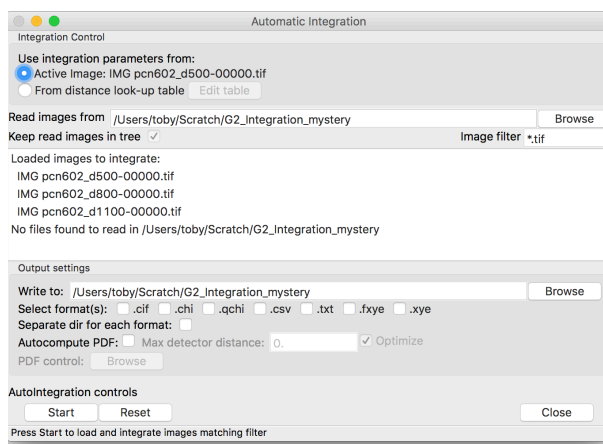 Automatic Integration
Integration Control
Use integration parameters from:
Active Image: IMG pcn602_d500-00000.tif
From distance look-up table Edit table
Read images from /Users/toby/Scratch/G2_Integration_mystery Browse
Keep read images in tree Image filter *.tif
Loaded images to integrate:
IMG pcn602_d500-00000.tif
IMG pcn602_d800-00000.tif
IMG pcn602_d1100-00000.tif
No files found to read in /Users/toby/Scratch/G2_Integration_mystery
Output settings
Write to: /Users/toby/Scratch/G2_Integration_mystery Browse
Select format(s): .cif .chi .qchi .csv .txt .fxye .xye
Separate dir for each format:
Autocompute PDF: Max detector distance: 0. Optimize
PDF control: Browse
AutoIntegration controls
Start Reset Close
Press Start to load and integrate images matching filter